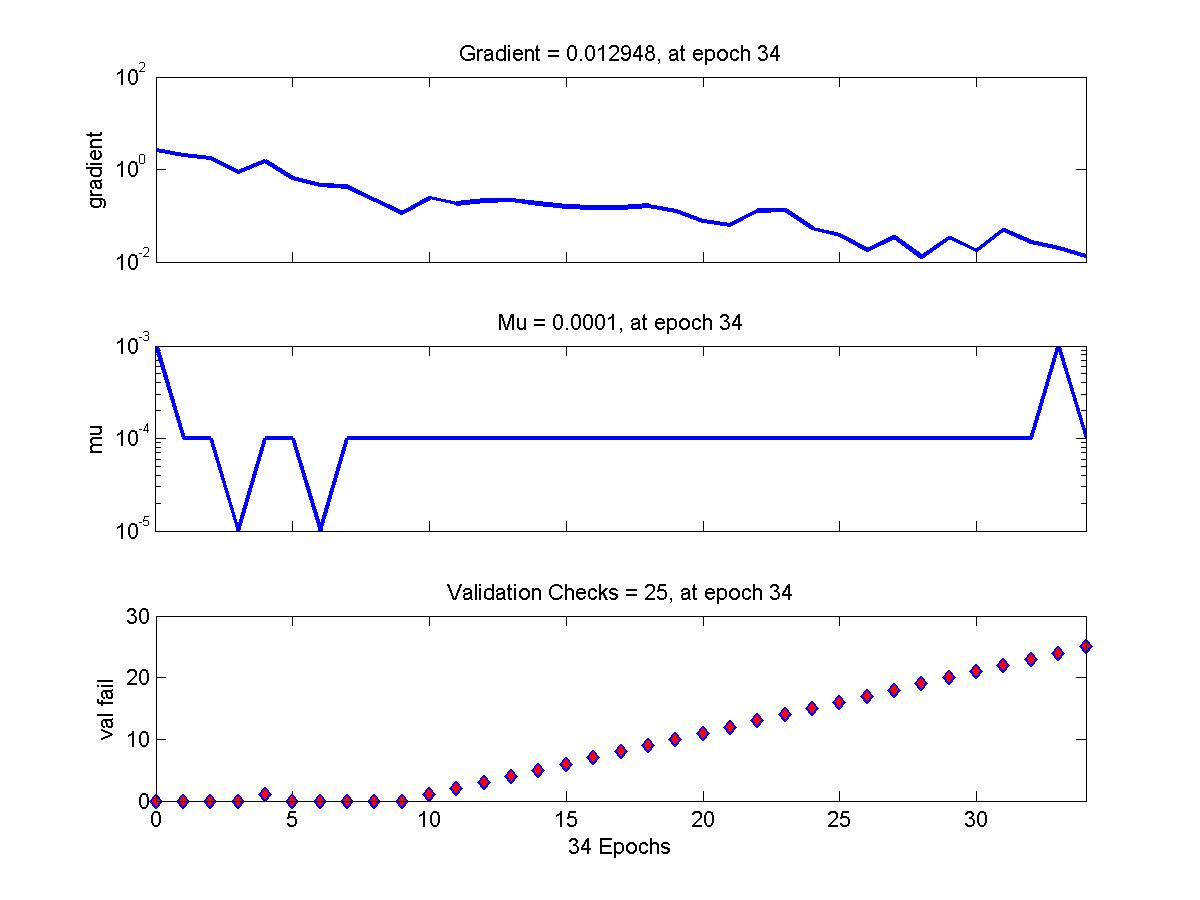 Gradient = 0.012948, at epoch 34
10^2
10^0
10^-2
gradient
Mu = 0.0001, at epoch 34
10^-3
10^-4
10^-5
mu
Validation Checks = 25, at epoch 34
30
20
10
0
val fail
0 5 10 15 20 25 30
34 Epochs